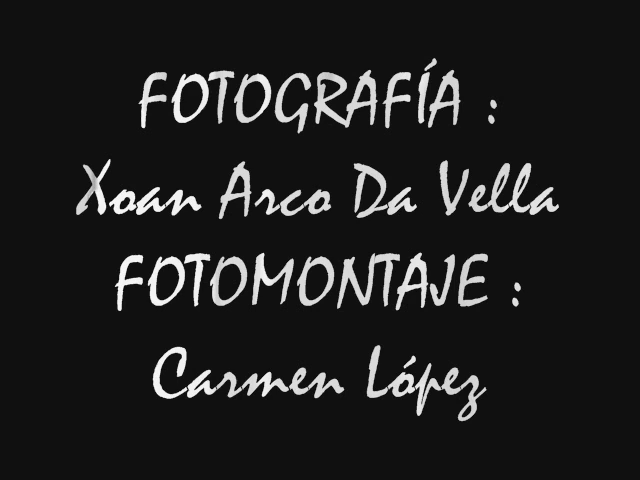 FOTOGRAFÍA :
Xoan Arco Da Vella
FOTOMONTAJE :
Carmen López